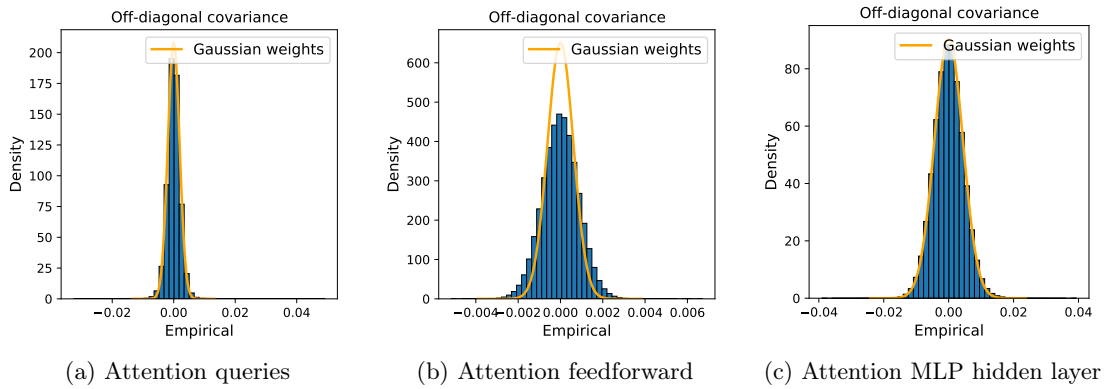 Off-diagonal covariance
Gaussian weights
Density
200
175
150
125
100
75
50
25
0
−0.02 0.00 0.02 0.04
Empirical
(a) Attention queries
Off-diagonal covariance
Gaussian weights
Density
600
500
400
300
200
100
0
−0.004 −0.002 0.000 0.002 0.004 0.006
Empirical
(b) Attention feedforward
Off-diagonal covariance
Gaussian weights
Density
80
60
40
20
0
−0.04 −0.02 0.00 0.02 0.04
Empirical
(c) Attention MLP hidden layer